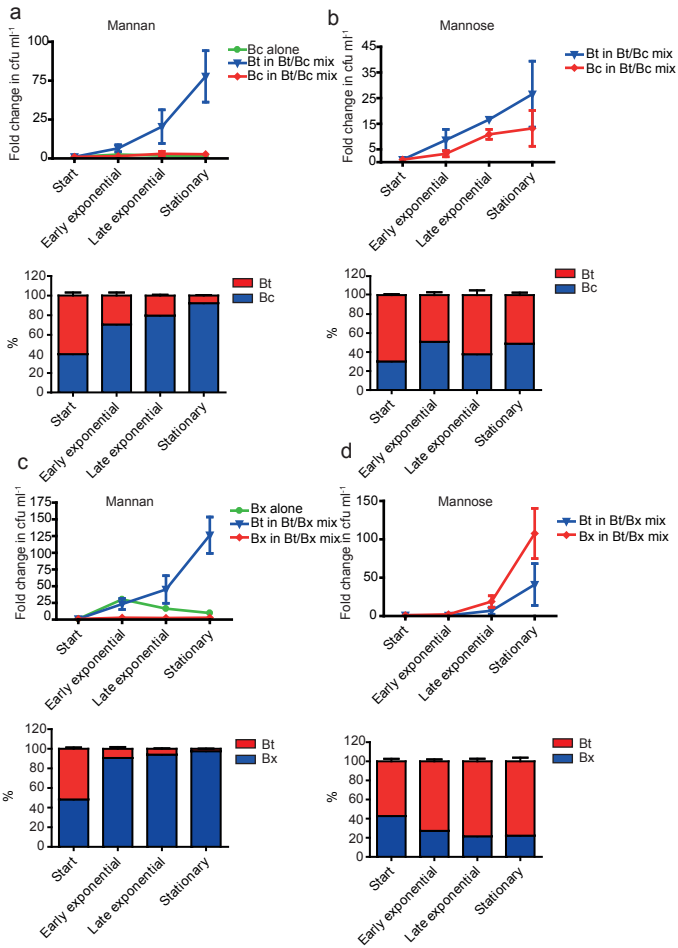 a
Mannan
Fold change in cfu ml-1
100
75
25
0
Bc alone
Bt in Bt/Bc mix
Bc in Bt/Bc mix
Start
Early exponential
Late exponential
Stationary
%
120
100
80
60
40
20
0
Bt
Bc
Start
Early exponential
Late exponential
Stationary
b
Mannose
Fold change in cfu ml-1
45
35
25
15
5
0
Bt in Bt/Bc mix
Bc in Bt/Bc mix
Start
Early exponential
Late exponential
Stationary
120
100
80
60
40
20
0
Bt
Bc
Start
Early exponential
Late exponential
Stationary
c
Mannan
Fold change in cfu ml-1
175
150
125
100
75
50
25
0
Bx alone
Bt in Bt/Bx mix
Bx in Bt/Bx mix
Start
Early exponential
Late exponential
Stationary
%
120
100
80
60
40
20
0
Bt
Bx
Start
Early exponential
Late exponential
Stationary
d
Mannose
Fold change in cfu ml-1
150
100
50
0
Bt in Bt/Bx mix
Bx in Bt/Bx mix
Start
Early exponential
Late exponential
Stationary
%
120
100
80
60
40
20
0
Bt
Bx
Start
Early exponential
Late exponential
Stationary